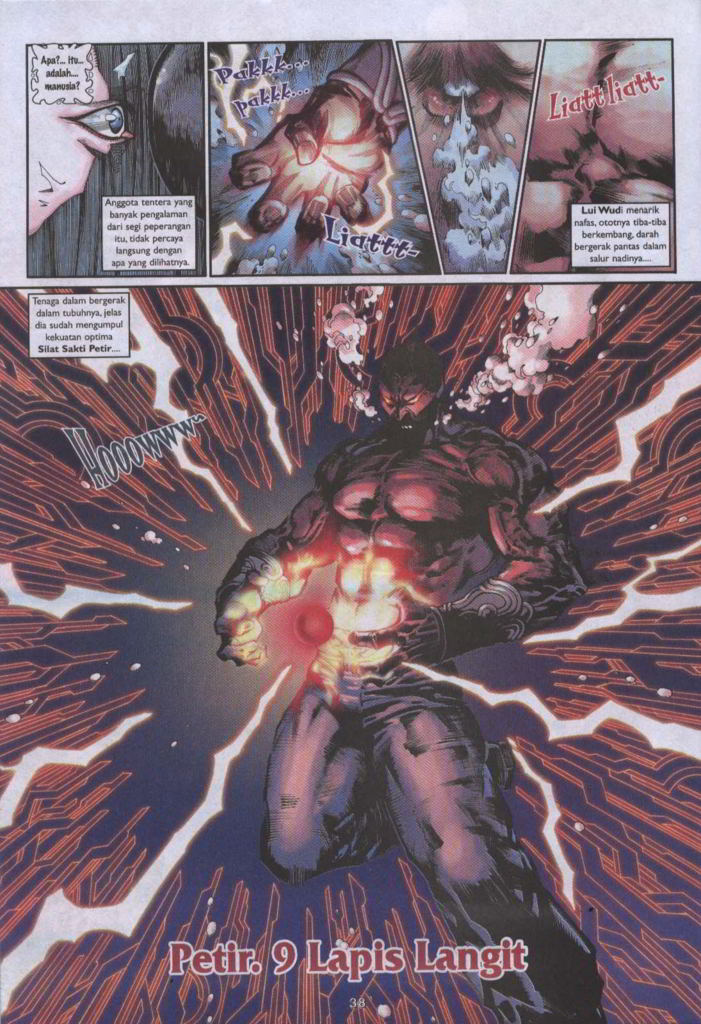 Apa?... itu...
adalah....
manusia?
Anggota tentera yang
banyak pengalaman
dari segi peperangan
itu, tidak percaya
langsung dengan
apa yang dilihatnya.
Pakkk...
pakkk...
Liatttt-
Liatt liatt-
Lui Wudi menarik
nafas, ototnya tiba-tiba
berkembang, darah
bergerak pantas dalam
salur nadinya....
Tenaga dalam bergerak
dalam tubuhnya, jelas
dia sudah mengumpul
kekuatan optima
Silat Sakti Petir....
Hooowww~
Petir. 9 Lapis Langit
38